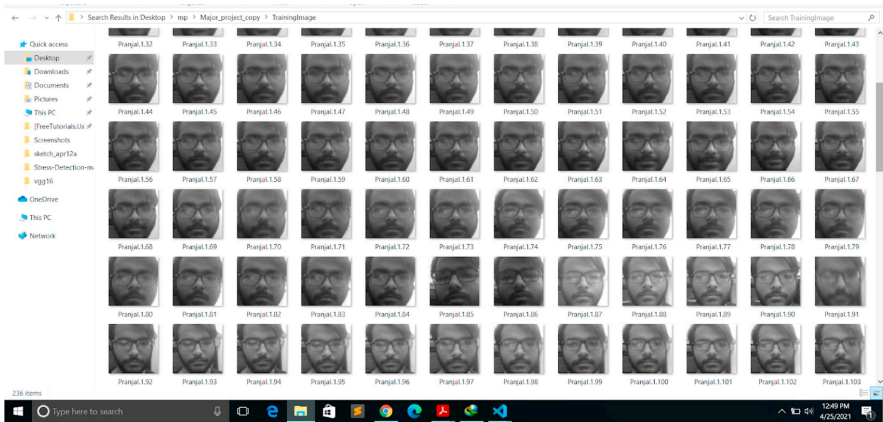 Search Results in Desktop > mp > Major_project_copy > TrainingImage
Search TrainingImage
Quick access
Desktop
Downloads
Documents
Pictures
This PC
[FreeTutorials.Us
Screenshots
sketch_apr12a
Stress-Detection-m
vgg16
OneDrive
This PC
Network
Pranjal.1.32 Pranjal.1.33 Pranjal.1.34 Pranjal.1.35 Pranjal.1.36 Pranjal.1.37 Pranjal.1.38 Pranjal.1.39 Pranjal.1.40 Pranjal.1.41 Pranjal.1.42 Pranjal.1.43
Pranjal.1.44 Pranjal.1.45 Pranjal.1.46 Pranjal.1.47 Pranjal.1.48 Pranjal.1.49 Pranjal.1.50 Pranjal.1.51 Pranjal.1.52 Pranjal.1.53 Pranjal.1.54 Pranjal.1.55
Pranjal.1.56 Pranjal.1.57 Pranjal.1.58 Pranjal.1.59 Pranjal.1.60 Pranjal.1.61 Pranjal.1.62 Pranjal.1.63 Pranjal.1.64 Pranjal.1.65 Pranjal.1.66 Pranjal.1.67
Pranjal.1.68 Pranjal.1.69 Pranjal.1.70 Pranjal.1.71 Pranjal.1.72 Pranjal.1.73 Pranjal.1.74 Pranjal.1.75 Pranjal.1.76 Pranjal.1.77 Pranjal.1.78 Pranjal.1.79
Pranjal.1.80 Pranjal.1.81 Pranjal.1.82 Pranjal.1.83 Pranjal.1.84 Pranjal.1.85 Pranjal.1.86 Pranjal.1.87 Pranjal.1.88 Pranjal.1.89 Pranjal.1.90 Pranjal.1.91
Pranjal.1.92 Pranjal.1.93 Pranjal.1.94 Pranjal.1.95 Pranjal.1.96 Pranjal.1.97 Pranjal.1.98 Pranjal.1.99 Pranjal.1.100 Pranjal.1.101 Pranjal.1.102 Pranjal.1.103
236 items
Type here to search
12:49 PM
4/25/2021